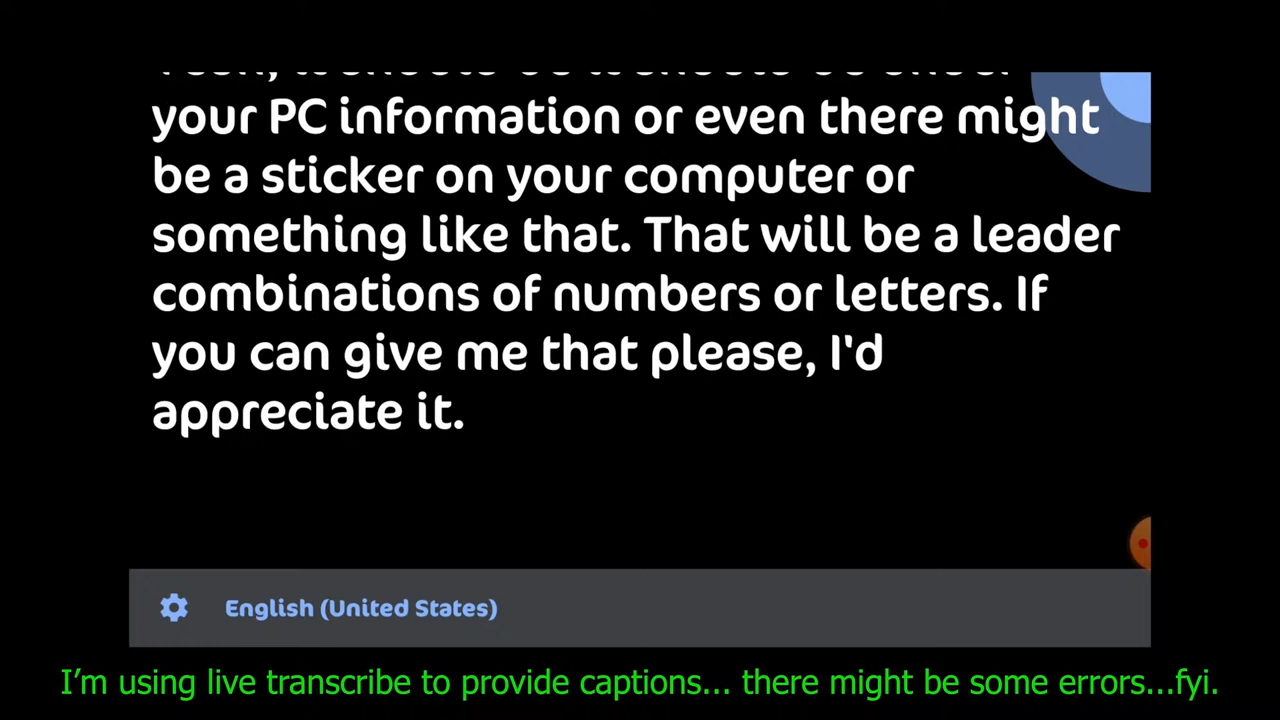 your PC information or even there might
be a sticker on your computer or
something like that. That will be a leader
combinations of numbers or letters. If
you can give me that please, I'd
appreciate it.
English (United States)
I'm using live transcribe to provide captions... there might be some errors...fyi.